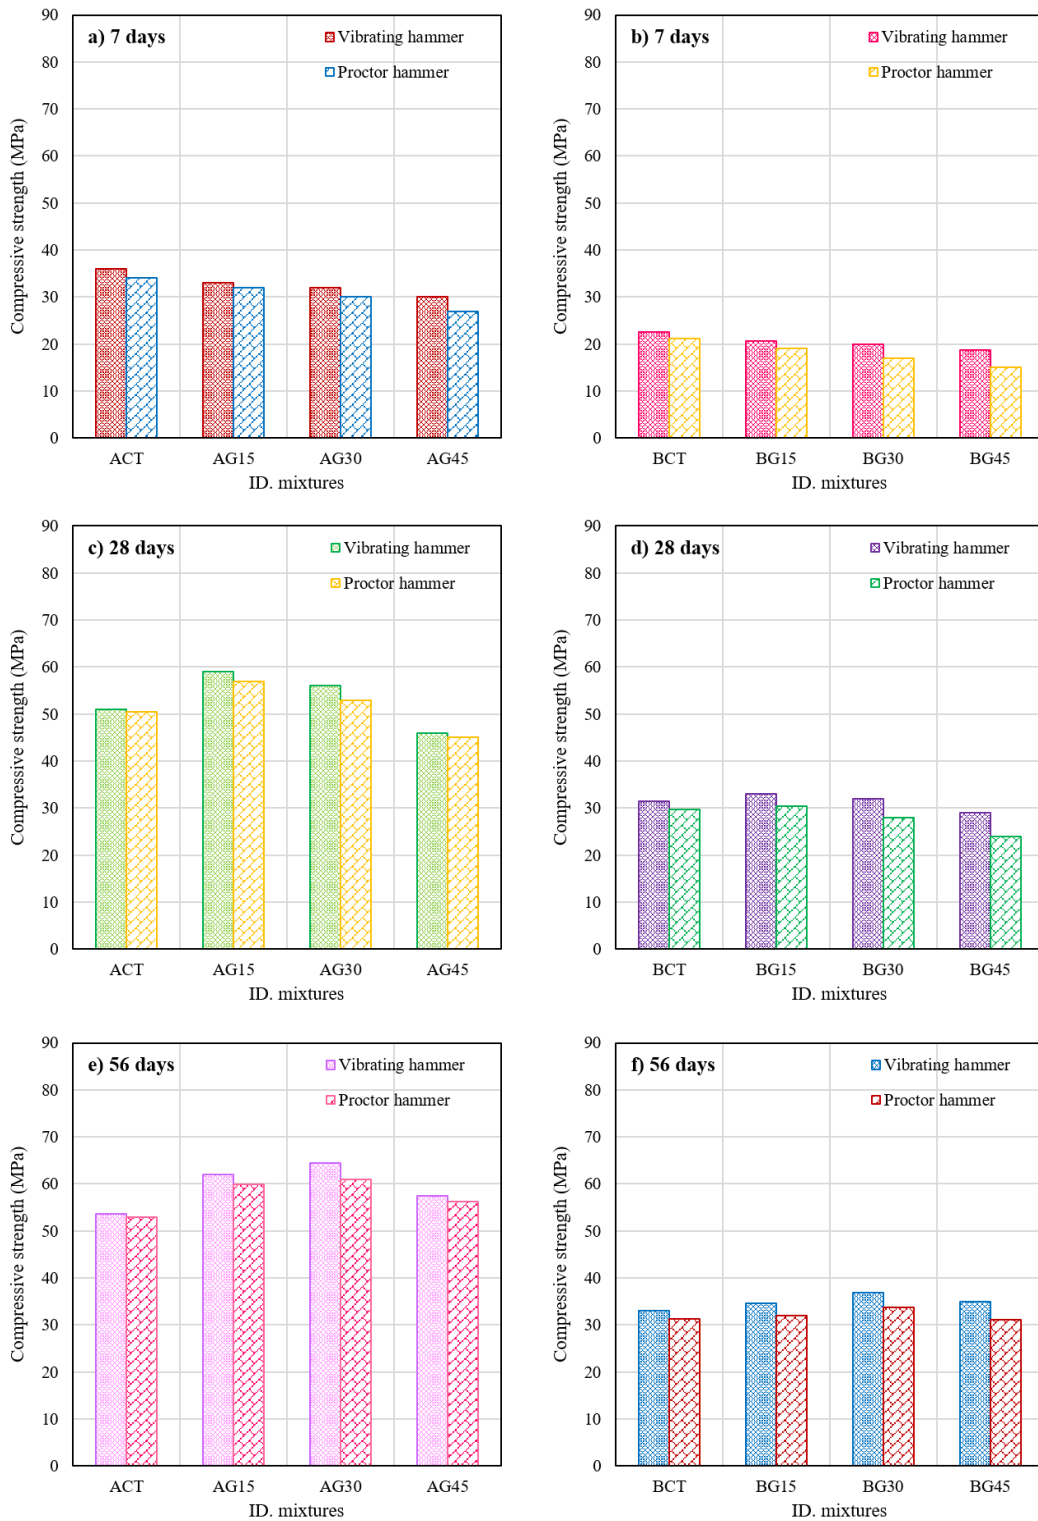 a) 7 days
Vibrating hammer
Proctor hammer
Compressive strength (MPa)
90
80
70
60
50
40
30
20
10
0
ACT AG15 AG30 AG45
ID. mixtures
b) 7 days
Vibrating hammer
Proctor hammer
Compressive strength (MPa)
90
80
70
60
50
40
30
20
10
0
BCT BG15 BG30 BG45
ID. mixtures
c) 28 days
Vibrating hammer
Proctor hammer
Compressive strength (MPa)
90
80
70
60
50
40
30
20
10
0
ACT AG15 AG30 AG45
ID. mixtures
d) 28 days
Vibrating hammer
Proctor hammer
Compressive strength (MPa)
90
80
70
60
50
40
30
20
10
0
BCT BG15 BG30 BG45
ID. mixtures
e) 56 days
Vibrating hammer
Proctor hammer
Compressive strength (MPa)
90
80
70
60
50
40
30
20
10
0
ACT AG15 AG30 AG45
ID. mixtures
f) 56 days
Vibrating hammer
Proctor hammer
Compressive strength (MPa)
90
80
70
60
50
40
30
20
10
0
BCT BG15 BG30 BG45
ID. mixtures